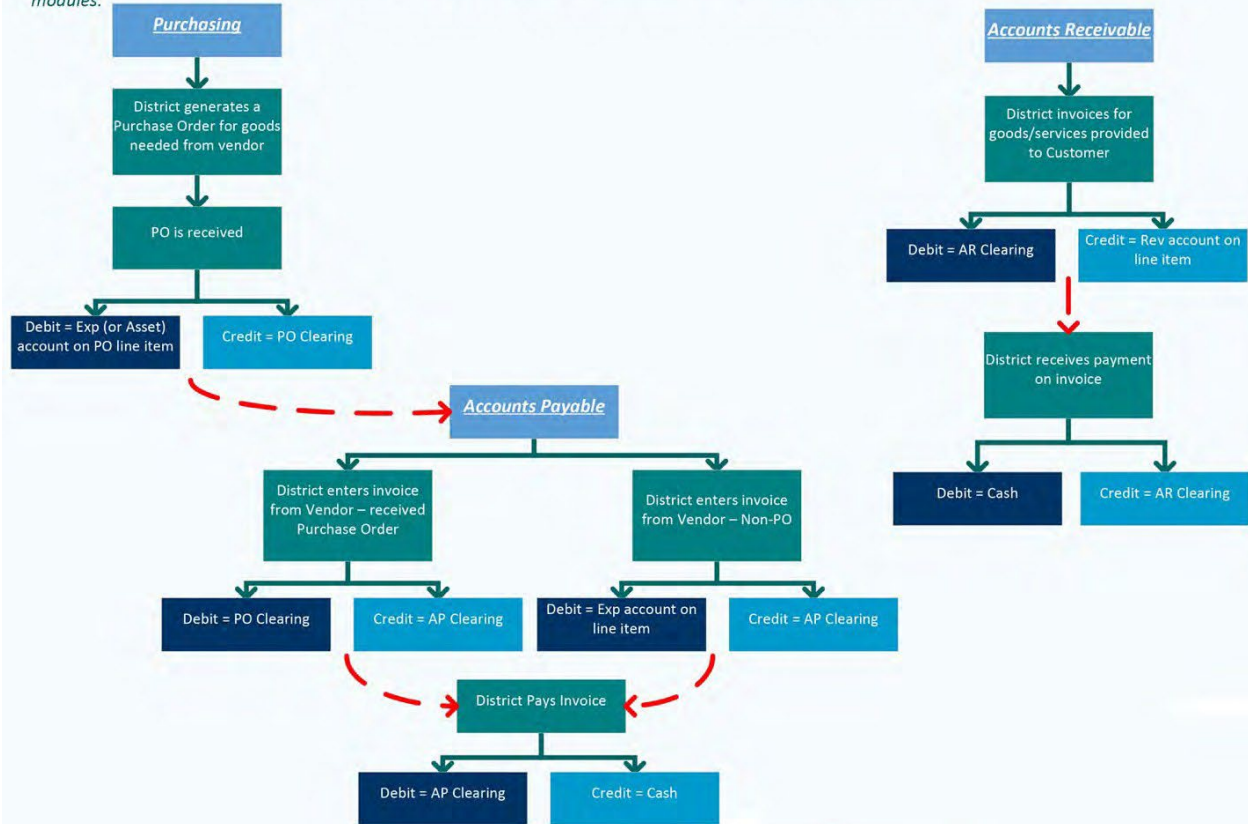 modules.
Purchasing
District generates a
Purchase Order for goods
needed from vendor
PO is received
Debit = Exp (or Asset)
account on PO line item
Credit = PO Clearing
Accounts Payable
District enters invoice
from Vendor – received
Purchase Order
District enters invoice
from Vendor – Non-PO
Debit = PO Clearing
Credit = AP Clearing
Debit = Exp account on
line item
Credit = AP Clearing
District Pays Invoice
Debit = AP Clearing
Credit = Cash
Accounts Receivable
District invoices for
goods/services provided
to Customer
Debit = AR Clearing
Credit = Rev account on
line item
District receives payment
on invoice
Debit = Cash
Credit = AR Clearing